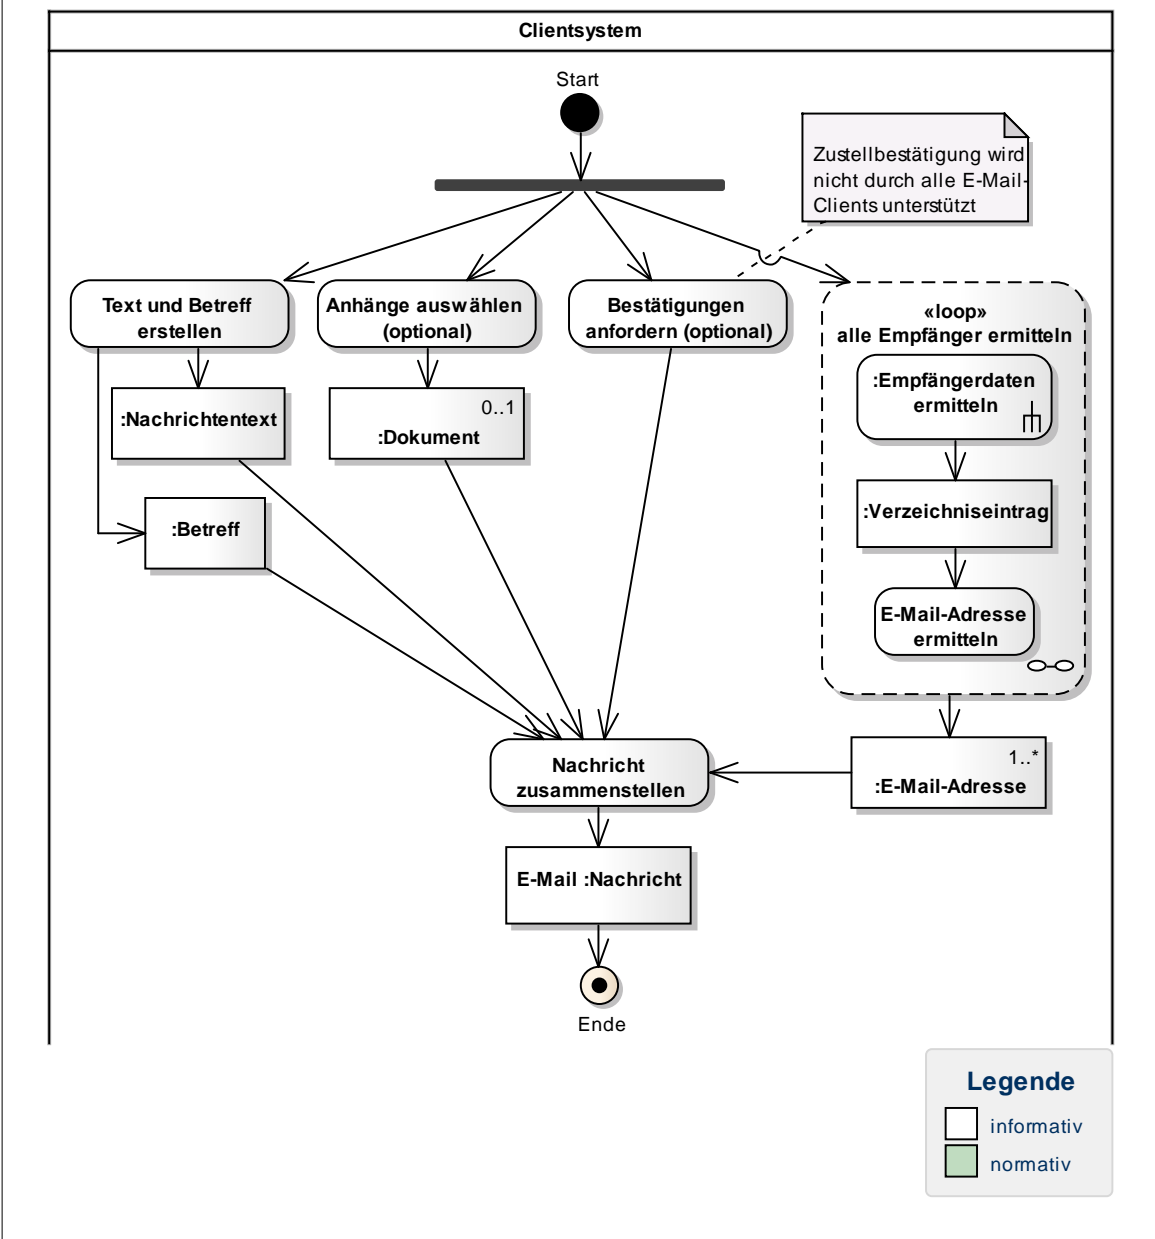 Clientsystem
Start
Zustellbestätigung wird
nicht durch alle E-Mail-
Clients unterstützt
Text und Betreff
erstellen
Anhänge auswählen
(optional)
Bestätigungen
anfordern (optional)
«loop»
alle Empfänger ermitteln
:Empfängerdaten
ermitteln
:Nachrichtentext
0..1
:Dokument
:Verzeichniseintrag
:Betreff
E-Mail-Adresse
ermitteln
Nachricht
zusammenstellen
1..*
:E-Mail-Adresse
E-Mail :Nachricht
Ende
Legende
informativ
normativ